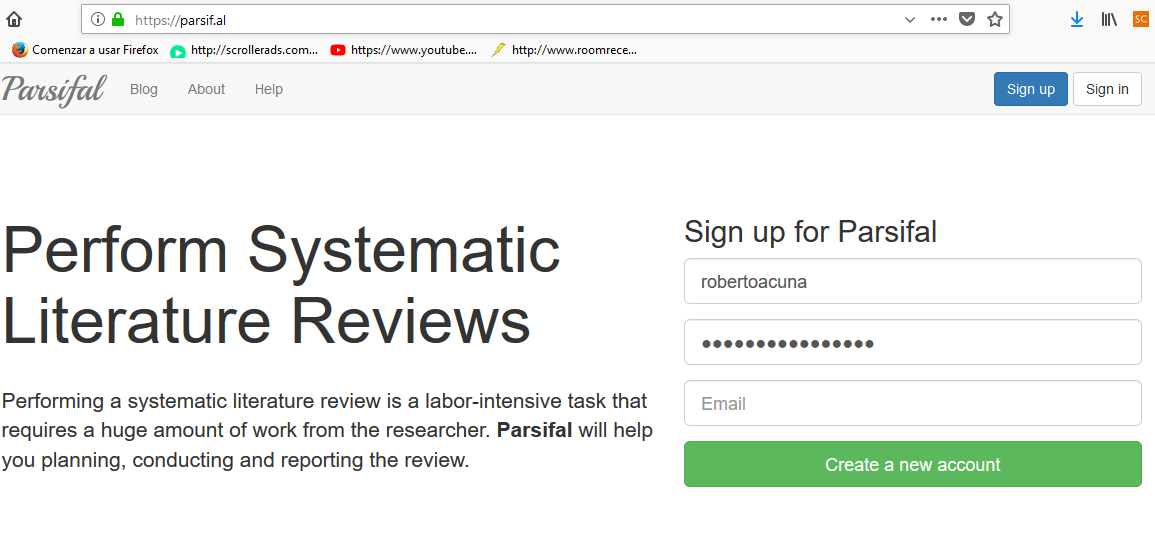 https://parsif.al
SC
Comenzar a usar Firefox http://scrollerads.com... https://www.youtube.... http://www.roomrece...
Parsifal Blog About Help Sign up Sign in
Perform Systematic
Literature Reviews
Performing a systematic literature review is a labor-intensive task that
requires a huge amount of work from the researcher. Parsifal will help
you planning, conducting and reporting the review.
Sign up for Parsifal
robertoacuna
●●●●●●●●●●●●●●●●
Email
Create a new account